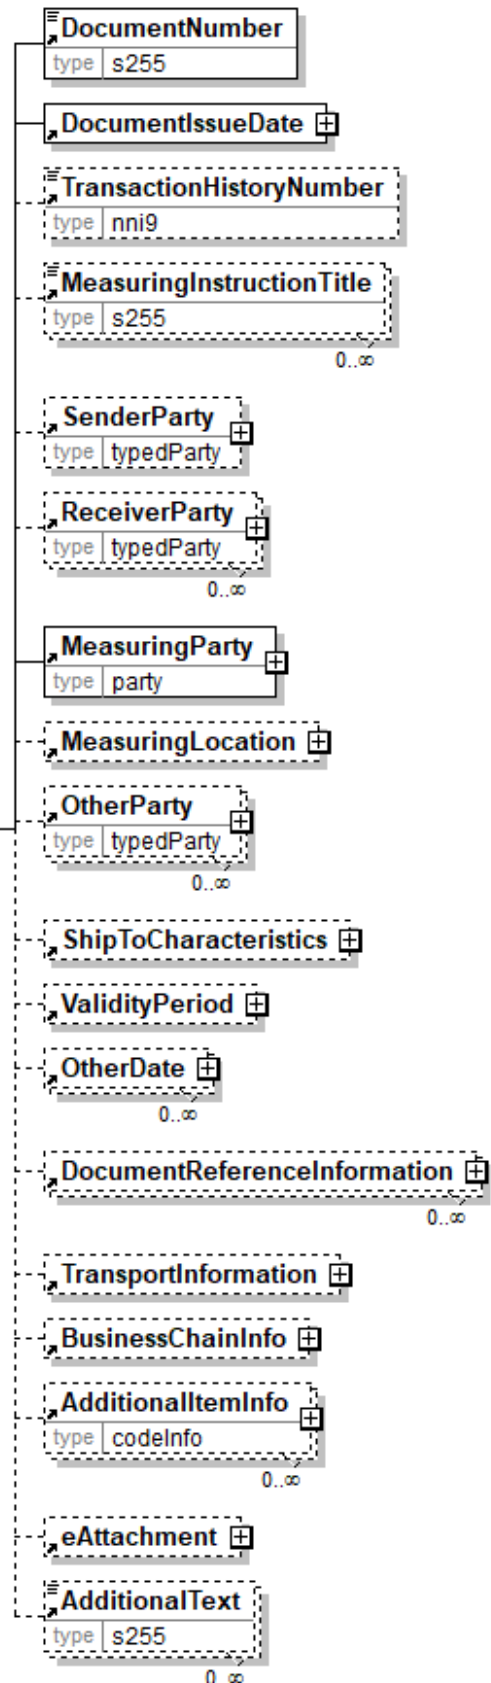 DocumentNumber
type s255
DocumentIssueDate
TransactionHistoryNumber
type nni9
MeasuringInstructionTitle
type s255
0..∞
SenderParty
type typedParty
ReceiverParty
type typedParty
0..∞
MeasuringParty
type party
MeasuringLocation
OtherParty
type typedParty
0..∞
ShipToCharacteristics
ValidityPeriod
OtherDate
0..∞
DocumentReferenceInformation
0..∞
TransportInformation
BusinessChainInfo
AdditionalItemInfo
type codeInfo
0..∞
eAttachment
AdditionalText
type s255
0..∞